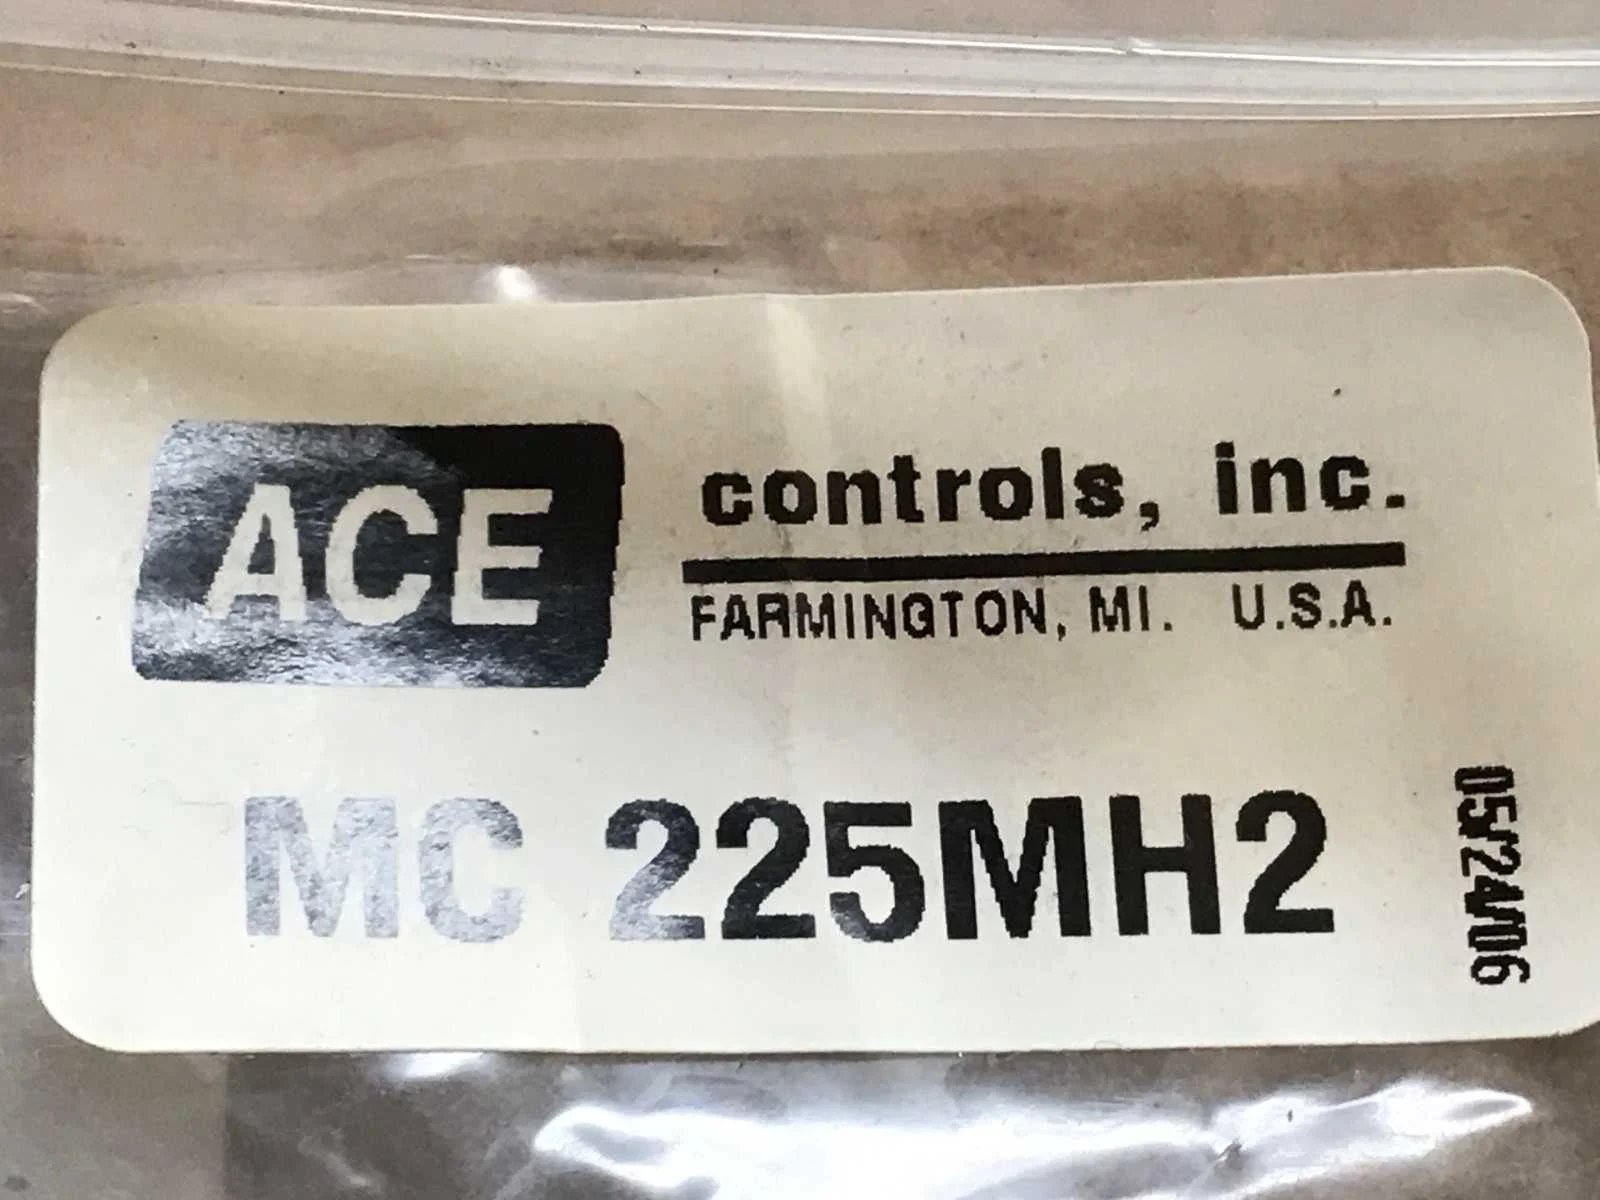 ACE controls, inc.
FARMINGTON, MI. U.S.A.
MC 225MH2
05/24/06